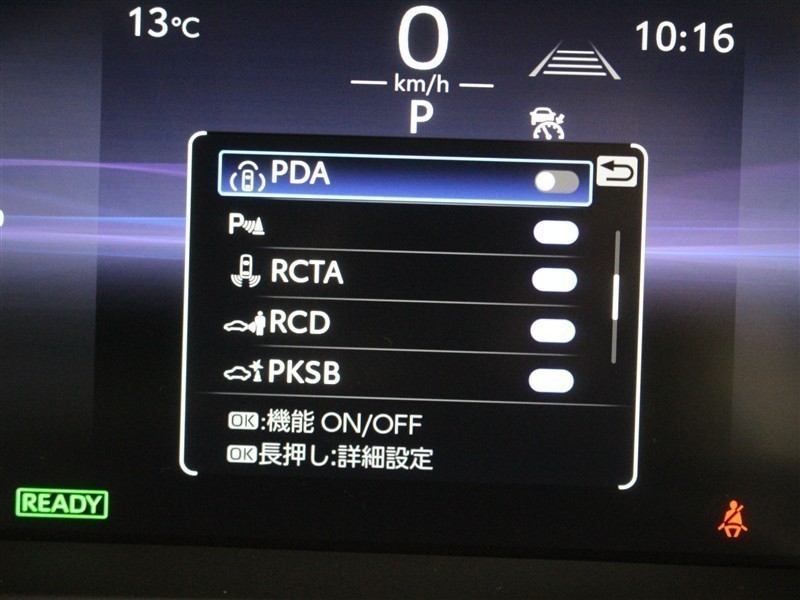 13℃
0
10:16
km/h
P
PDA
P
RCTA
RCD
PKSB
OK:機能 ON/OFF
OK長押し:詳細設定
READY